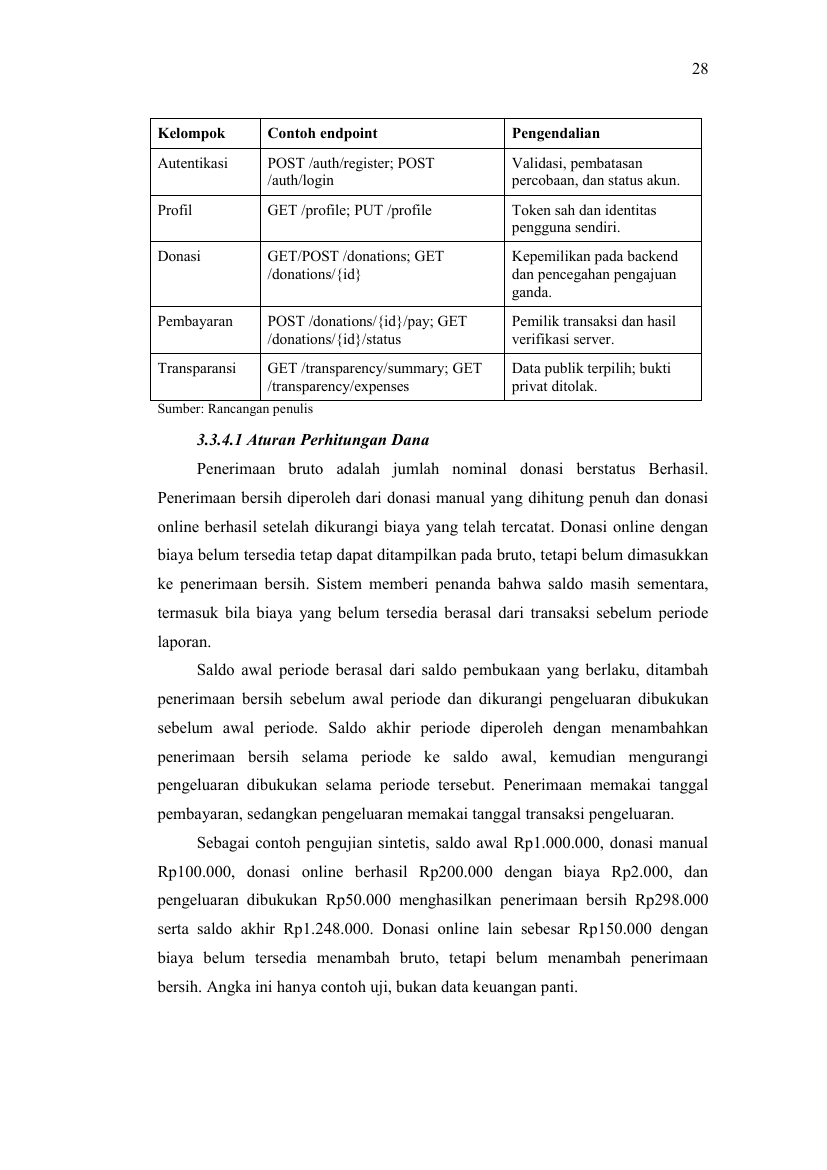 28
Kelompok Contoh endpoint Pengendalian
Autentikasi POST /auth/register; POST Validasi, pembatasan
/auth/login percobaan, dan status akun.
Profil GET /profile; PUT /profile Token sah dan identitas
pengguna sendiri.
Donasi GET/POST /donations; GET Kepemilikan pada backend
/donations/{id} dan pencegahan pengajuan
ganda.
Pembayaran POST /donations/{id}/pay; GET Pemilik transaksi dan hasil
/donations/{id}/status verifikasi server.
Transparansi GET /transparency/summary; GET Data publik terpilih; bukti
/transparency/expenses privat ditolak.
Sumber: Rancangan penulis
3.3.4.1 Aturan Perhitungan Dana
Penerimaan bruto adalah jumlah nominal donasi berstatus Berhasil.
Penerimaan bersih diperoleh dari donasi manual yang dihitung penuh dan donasi
online berhasil setelah dikurangi biaya yang telah tercatat. Donasi online dengan
biaya belum tersedia tetap dapat ditampilkan pada bruto, tetapi belum dimasukkan
ke penerimaan bersih. Sistem memberi penanda bahwa saldo masih sementara,
termasuk bila biaya yang belum tersedia berasal dari transaksi sebelum periode
laporan.
Saldo awal periode berasal dari saldo pembukaan yang berlaku, ditambah
penerimaan bersih sebelum awal periode dan dikurangi pengeluaran dibukukan
sebelum awal periode. Saldo akhir periode diperoleh dengan menambahkan
penerimaan bersih selama periode ke saldo awal, kemudian mengurangi
pengeluaran dibukukan selama periode tersebut. Penerimaan memakai tanggal
pembayaran, sedangkan pengeluaran memakai tanggal transaksi pengeluaran.
Sebagai contoh pengujian sintetis, saldo awal Rp1.000.000, donasi manual
Rp100.000, donasi online berhasil Rp200.000 dengan biaya Rp2.000, dan
pengeluaran dibukukan Rp50.000 menghasilkan penerimaan bersih Rp298.000
serta saldo akhir Rp1.248.000. Donasi online lain sebesar Rp150.000 dengan
biaya belum tersedia menambah bruto, tetapi belum menambah penerimaan
bersih. Angka ini hanya contoh uji, bukan data keuangan panti.